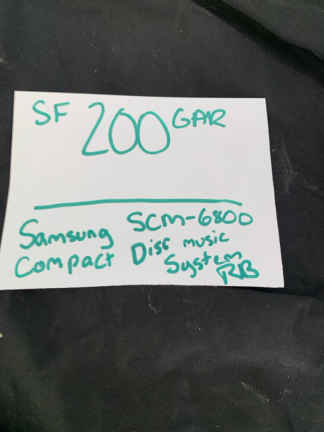 SF 200 GAR
Samsung SCM-6800
Compact Disc music
System
RB